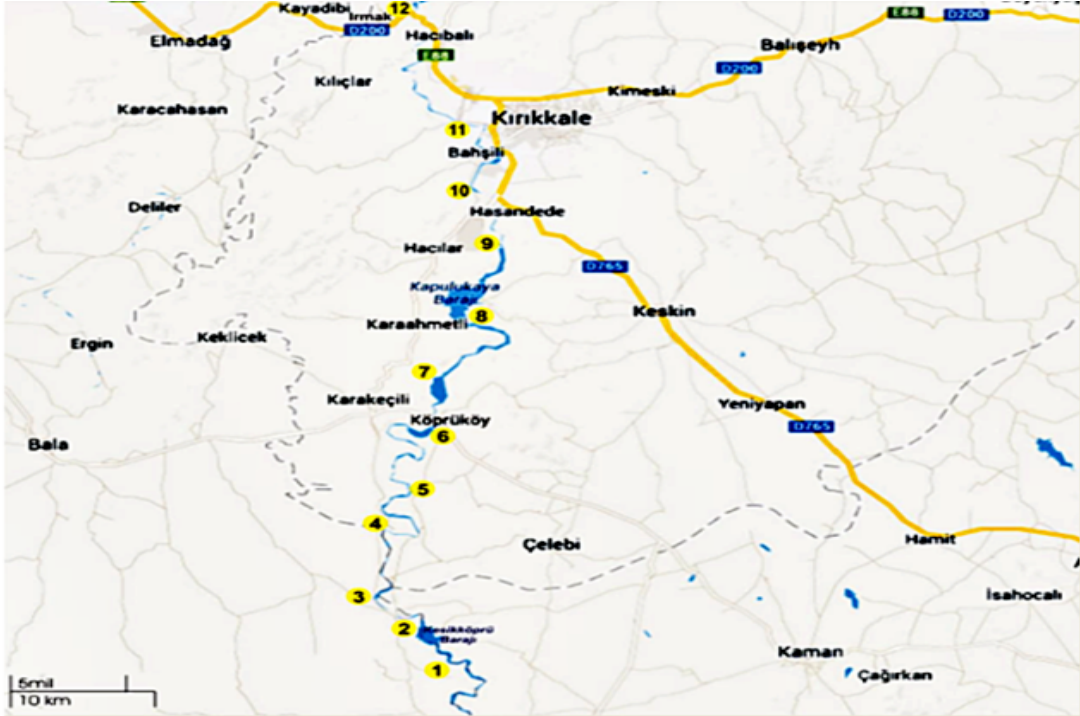 Kayadibi
12
Irmak
D200
Hacıbalı
E88
E88
D200
Elmadağ
Balışeyh
D200
Kılıçlar
Kimeski
Karacahasan
Kırıkkale
11
Bahşili
10
Deliler
Hasandede
9
Hacılar
D765
Kapulukaya
Barajı
8
Karaahmetli
Keskin
Ergin
Keklicek
7
Karakeçili
Yeniyapan
Köprüköy
D765
6
Bala
5
4
Çelebi
Hamit
3
İsahocalı
2
Kesikköprü
Barajı
1
Kaman
Çağırkan
5mil
10 km